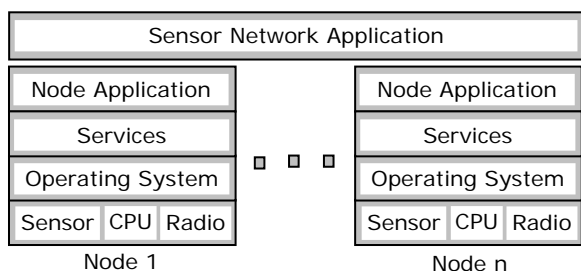 Sensor Network Application
Node Application
Services
Operating System
Sensor CPU Radio
Node 1
Node Application
Services
Operating System
Sensor CPU Radio
Node n